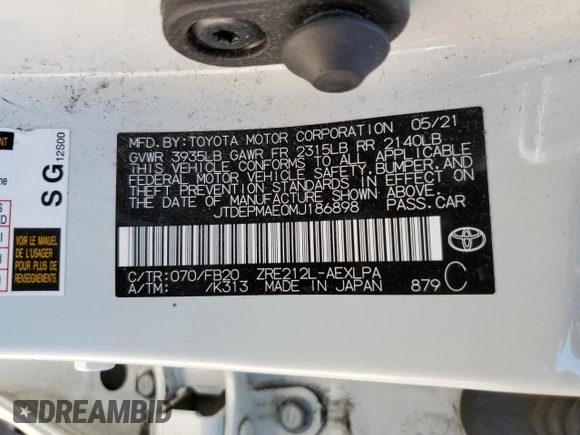 MFD.BY:TOYOTA MOTOR CORPORATION 05/21
GVWR 3935LB GAWR FR 2315LB RR 2140LB
THIS VEHICLE CONFORMS TO ALL APPLICABLE
FEDERAL MOTOR VEHICLE SAFETY,BUMPER,AND
THEFT PREVENTION STANDARDS IN EFFECT ON
THE DATE OF MANUFACTURE SHOWN ABOVE.
JTDEPMAE0MJ186898 PASS.CAR
C/TR:070/FB20 ZRE212L-AEXLPA
A/TM: /K313 MADE IN JAPAN 879 C
TOYOTA
SG
12S00
VOIR LE
MANUEL DE
L'USAGER
POUR PLUS
DREAMBID